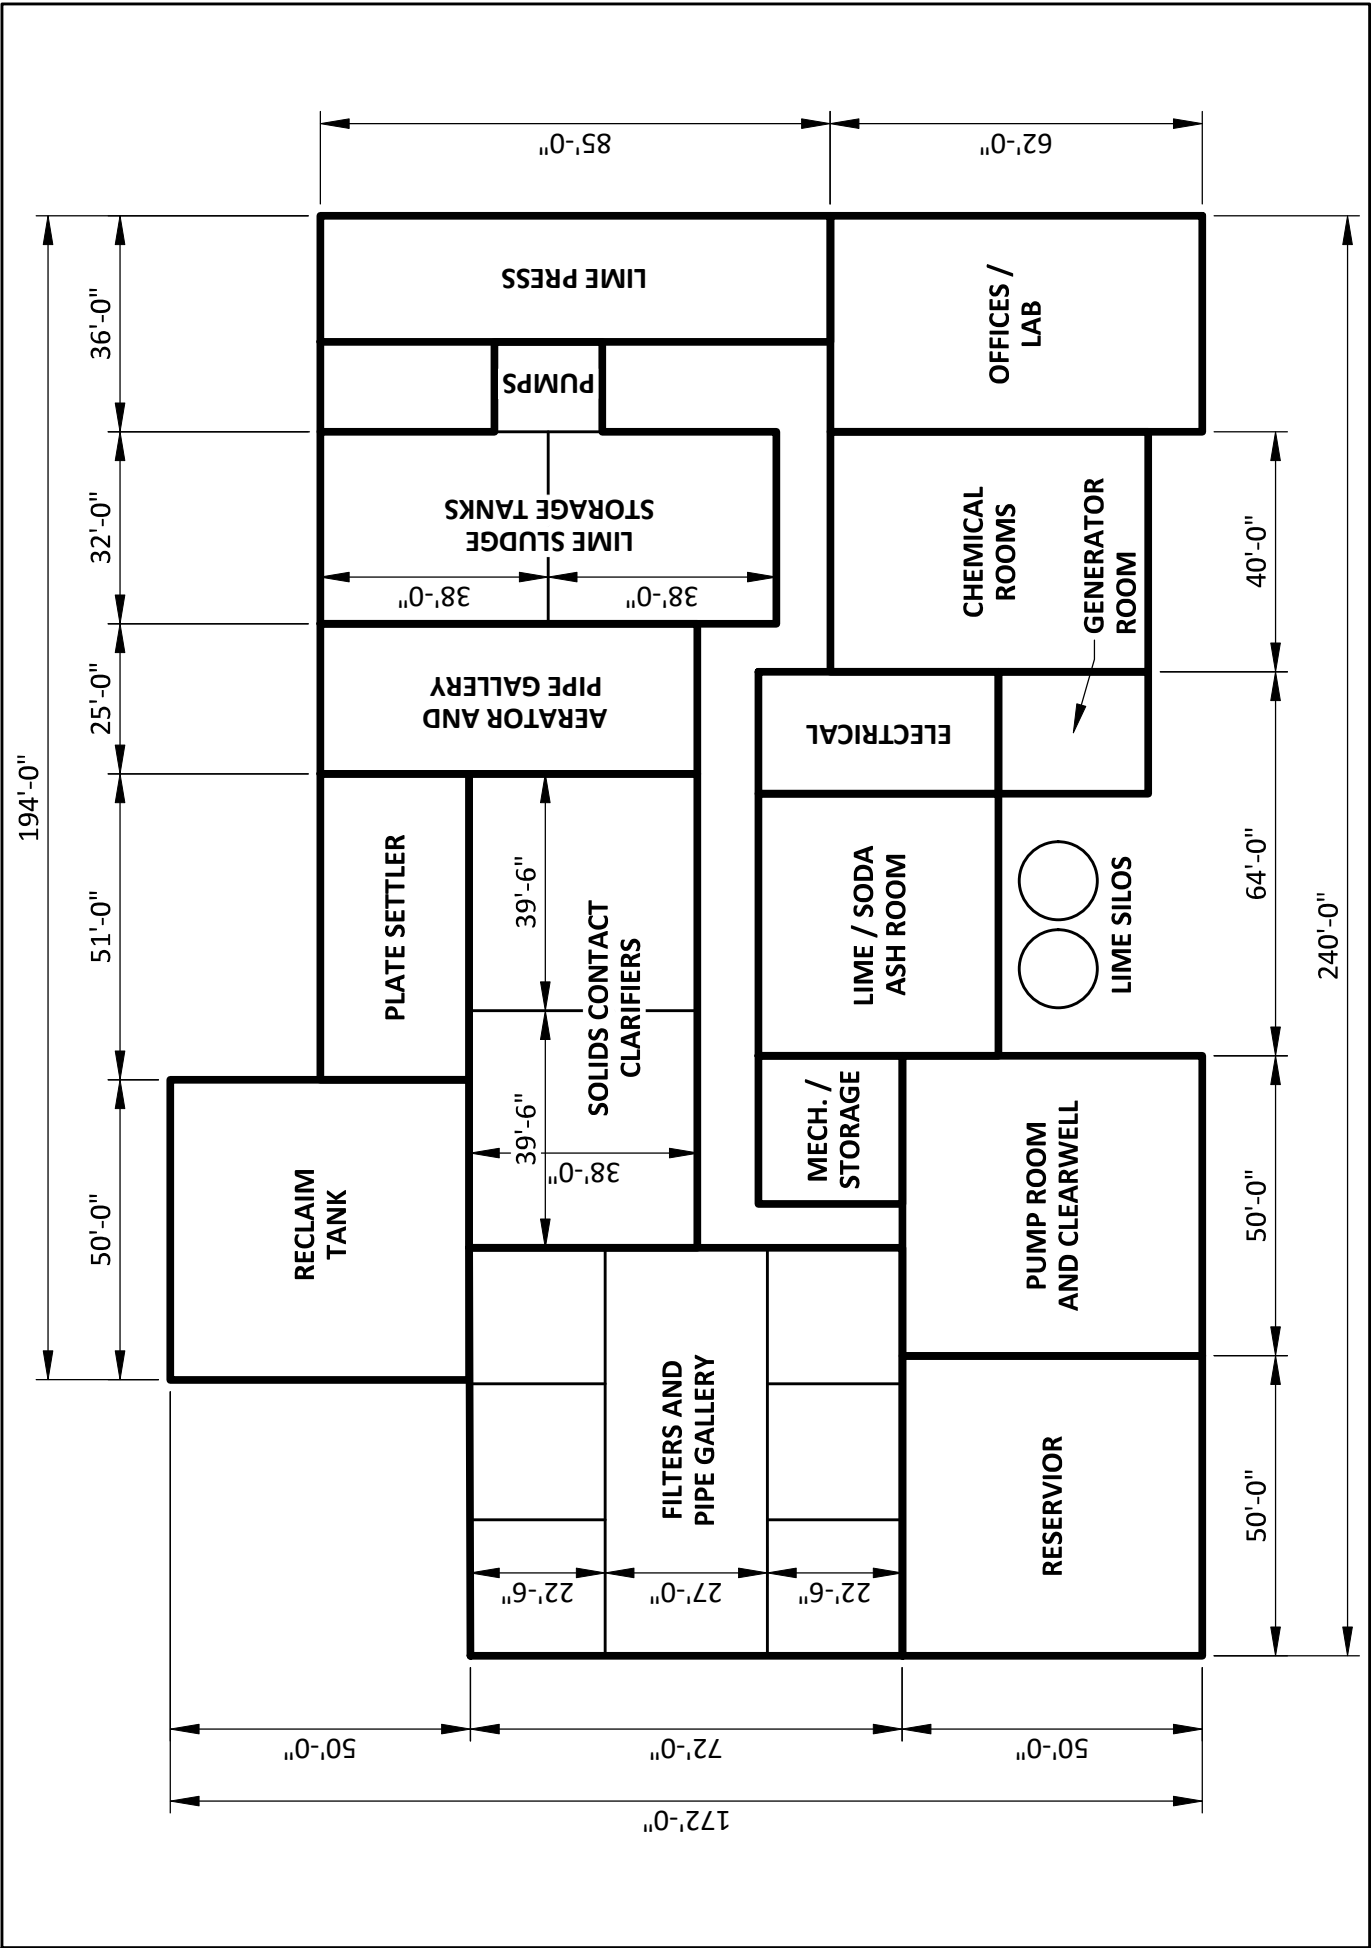 194'-0"
50'-0"
51'-0"
25'-0"
32'-0"
36'-0"
172'-0"
50'-0"
72'-0"
50'-0"
RECLAIM
TANK
PLATE SETTLER
AERATOR AND
PIPE GALLERY
LIME SLUDGE
STORAGE TANKS
38'-0"
38'-0"
PUMPS
LIME PRESS
85'-0"
62'-0"
39'-6"
39'-6"
38'-0"
SOLIDS CONTACT
CLARIFIERS
22'-6"
27'-0"
22'-6"
FILTERS AND
PIPE GALLERY
MECH. /
STORAGE
LIME / SODA
ASH ROOM
ELECTRICAL
CHEMICAL
ROOMS
GENERATOR
ROOM
OFFICES /
LAB
RESERVIOR
PUMP ROOM
AND CLEARWELL
LIME SILOS
50'-0"
50'-0"
64'-0"
40'-0"
240'-0"